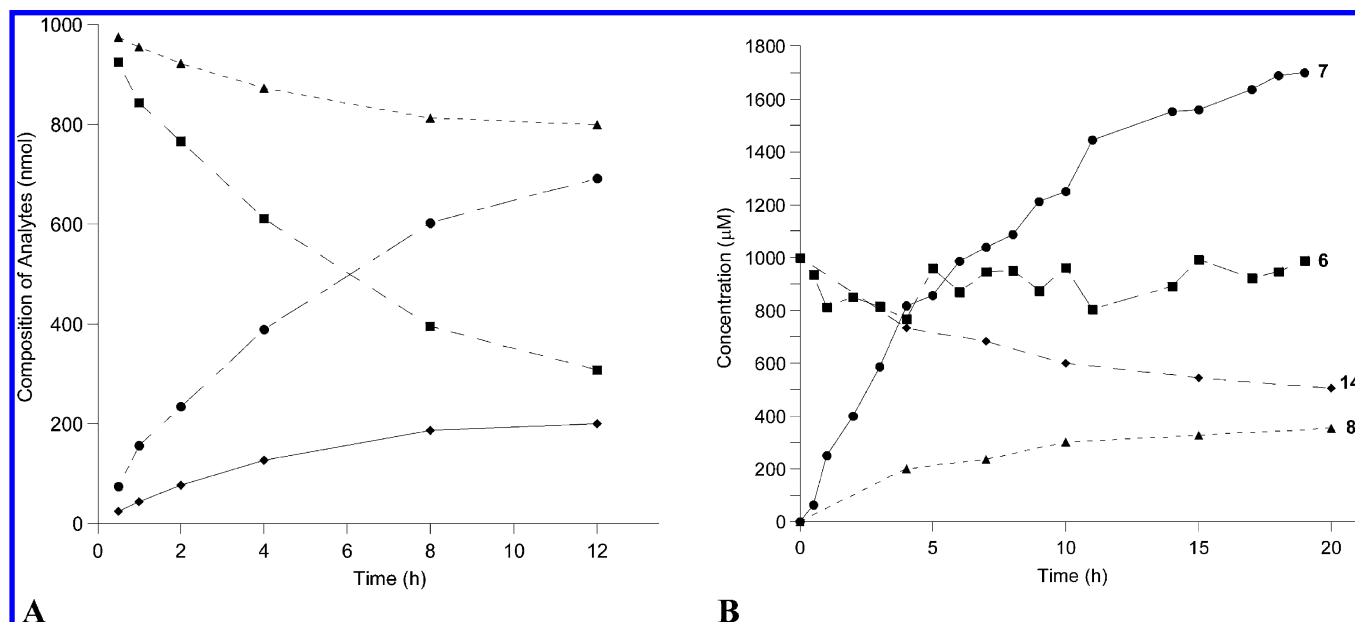 1000
800
600
400
200
0
Composition of Analytes (nmol)
0 2 4 6 8 10 12
Time (h)
A
1800
1600
1400
1200
1000
800
600
400
200
0
Concentration (μM)
7
6
14
8
0 5 10 15 20
Time (h)
B